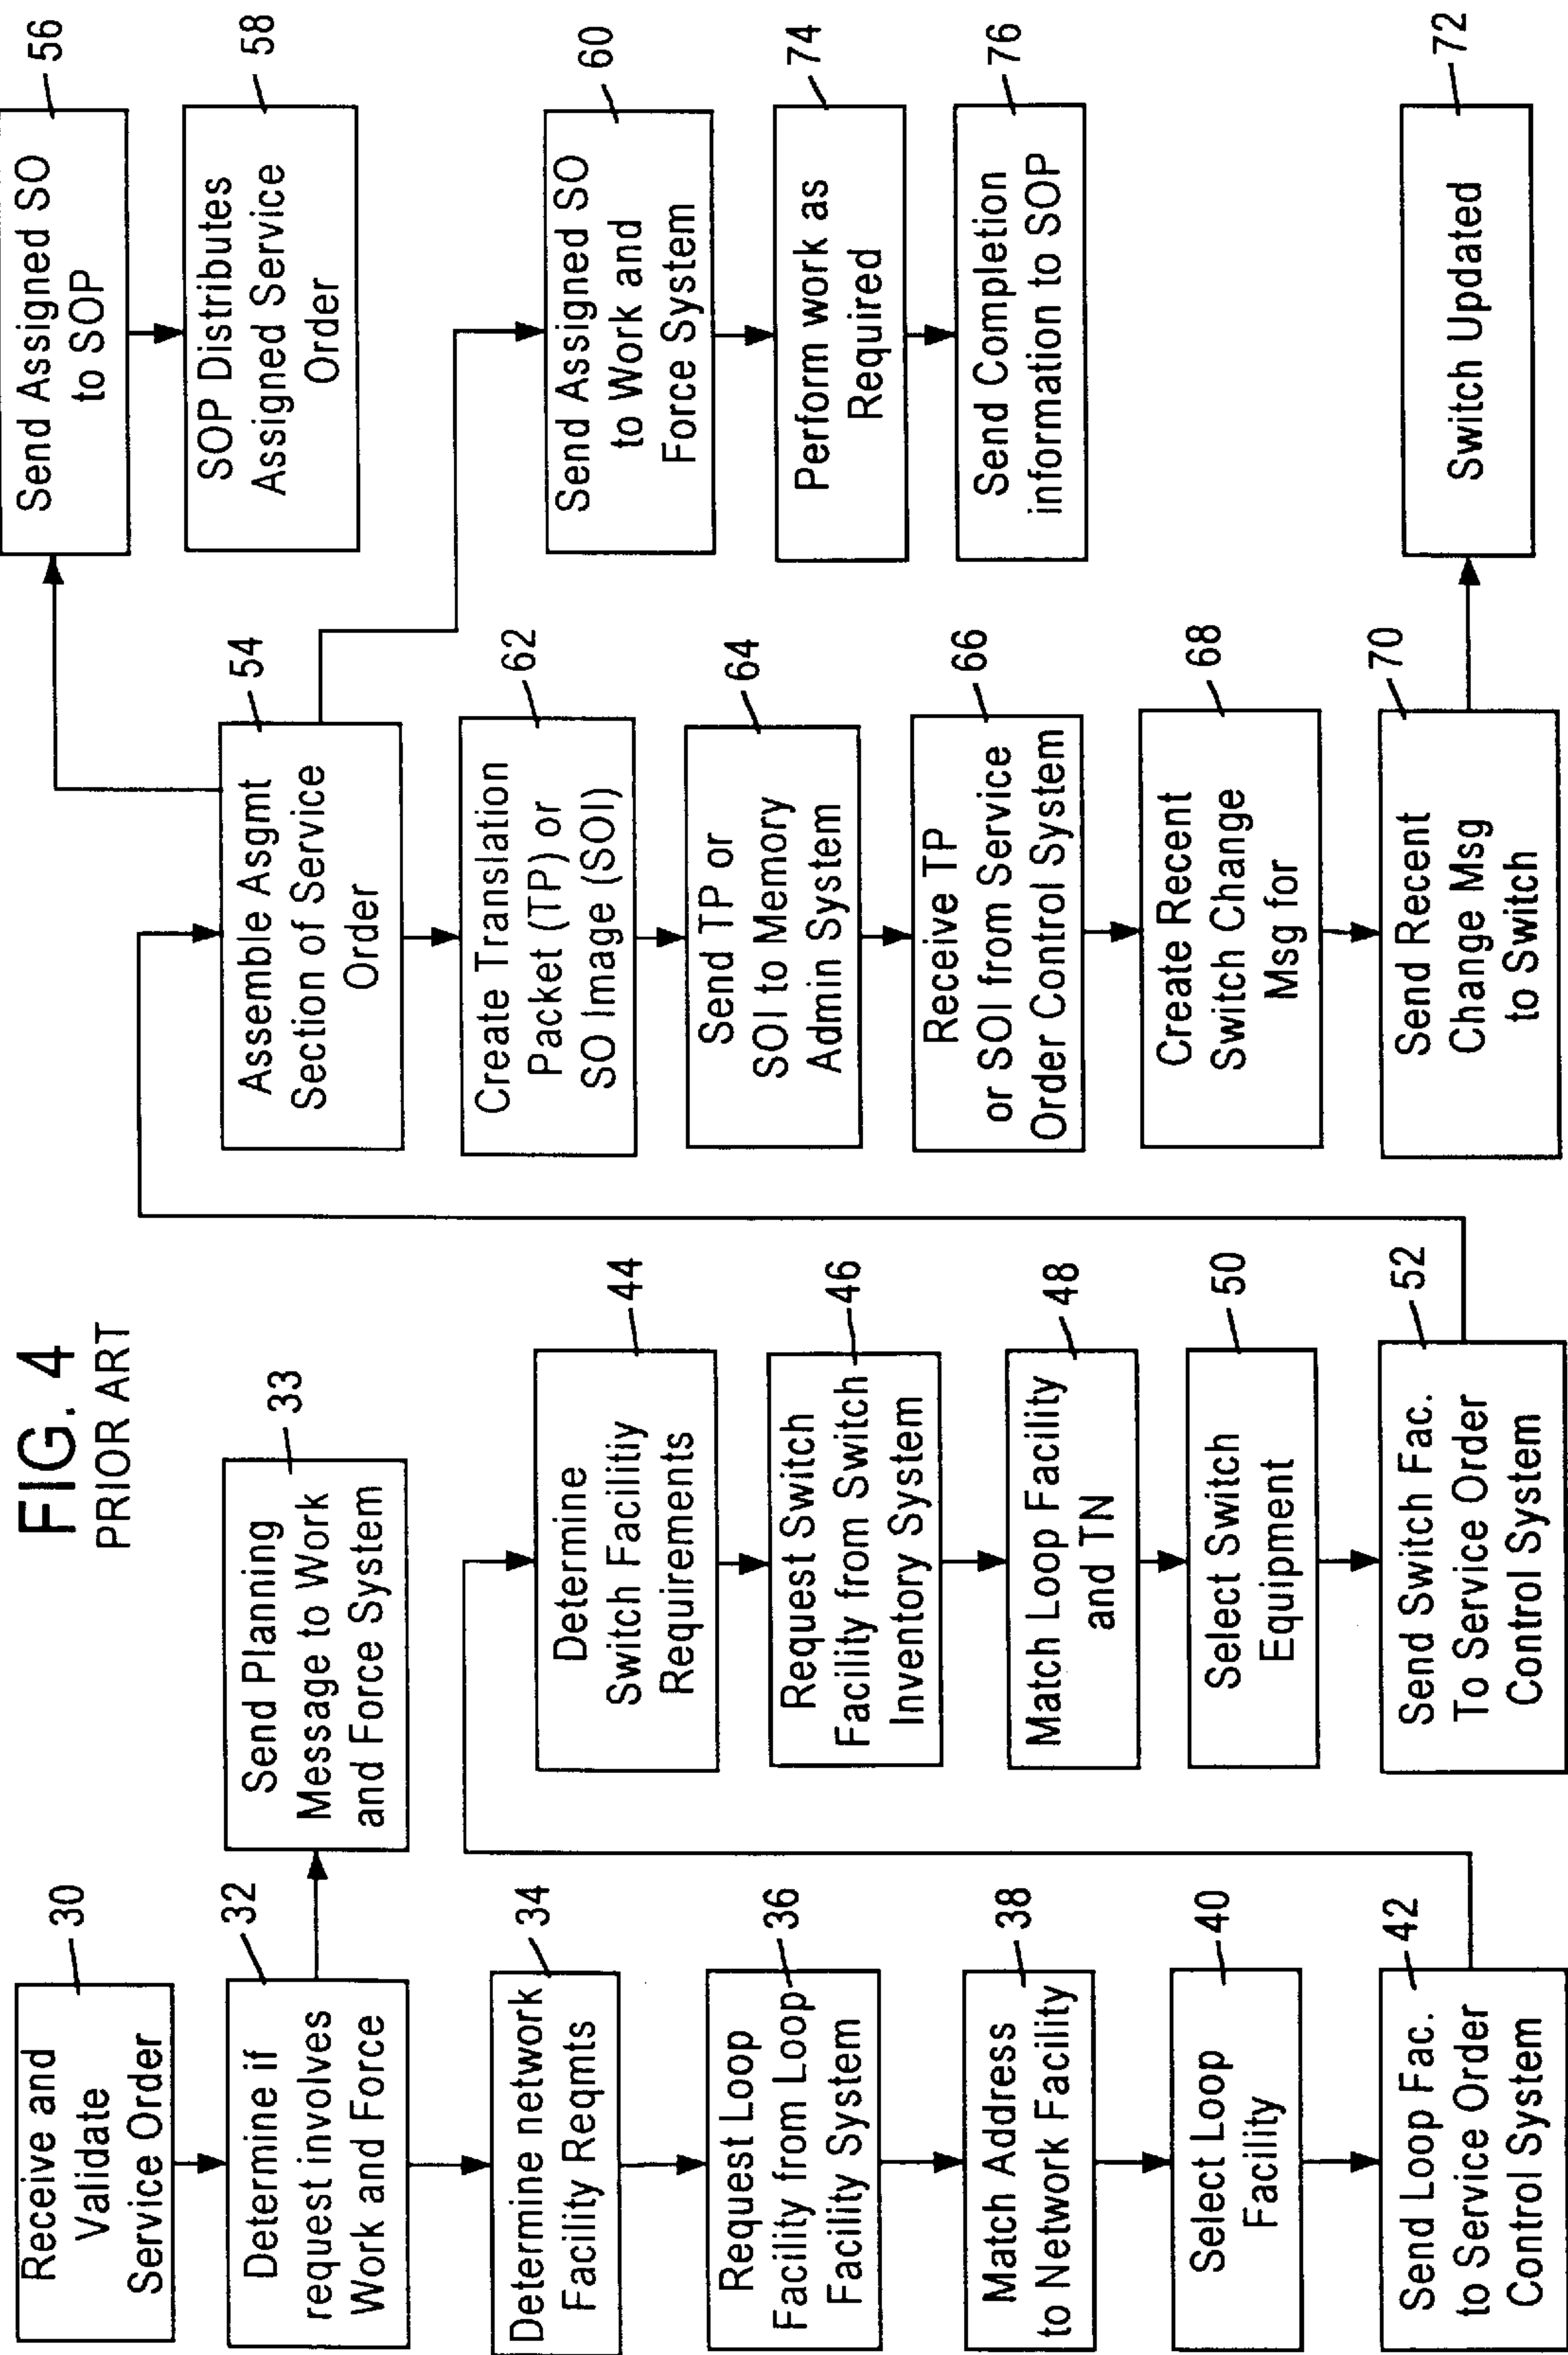 FIG. 4
PRIOR ART
30
Receive and
Validate
Service Order
32
Determine if
request involves
Work and Force
33
Send Planning
Message to Work
and Force System
34
Determine network
Facility Reqmts
36
Request Loop
Facility from Loop
Facility System
38
Match Address
to Network Facility
40
Select Loop
Facility
42
Send Loop Fac.
to Service Order
Control System
44
Determine
Switch Facilitiy
Requirements
46
Request Switch
Facility from Switch
Inventory System
48
Match Loop Facility
and TN
50
Select Switch
Equipment
52
Send Switch Fac.
To Service Order
Control System
54
Assemble Asgmt
Section of Service
Order
62
Create Translation
Packet (TP) or
SO Image (SOI)
64
Send TP or
SOI to Memory
Admin System
66
Receive TP
or SOI from Service
Order Control System
68
Create Recent
Switch Change
Msg for
70
Send Recent
Change Msg
to Switch
56
Send Assigned SO
to SOP
58
SOP Distributes
Assigned Service
Order
60
Send Assigned SO
to Work and
Force System
74
Perform work as
Required
76
Send Completion
information to SOP
72
Switch Updated